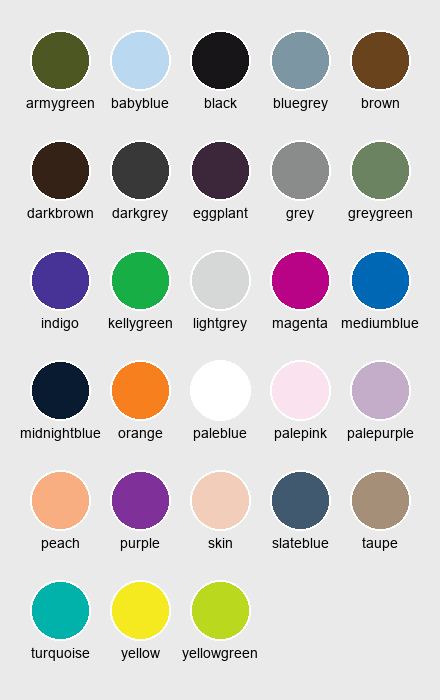 armygreen babyblue black bluegrey brown
darkbrown darkgrey eggplant grey greygreen
indigo kellygreen lightgrey magenta mediumblue
midnightblue orange paleblue palepink palepurple
peach purple skin slateblue taupe
turquoise yellow yellowgreen